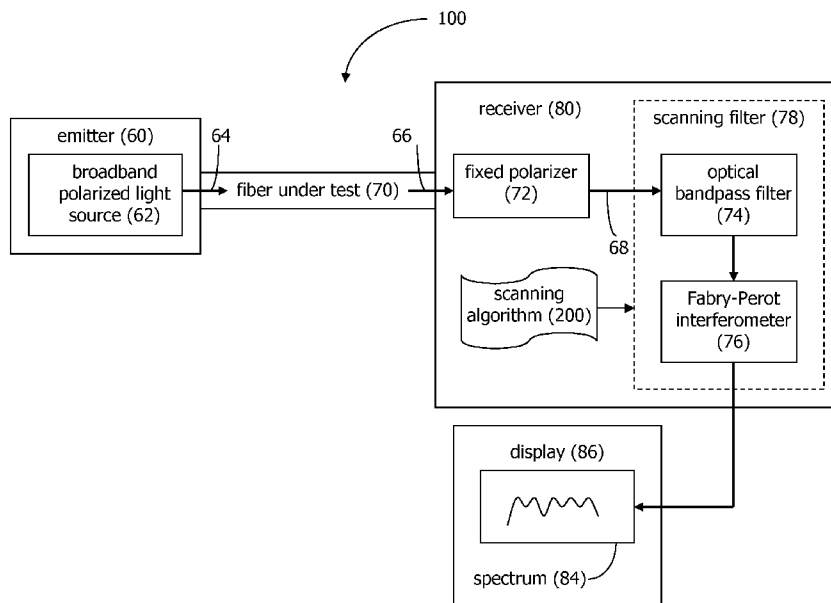 100
receiver (80)
scanning filter (78)
emitter (60)
64
66
broadband
polarized light
source (62)
fiber under test (70)
fixed polarizer
(72)
optical
bandpass filter
(74)
68
scanning
algorithm (200)
Fabry-Perot
interferometer
(76)
display (86)
spectrum (84)